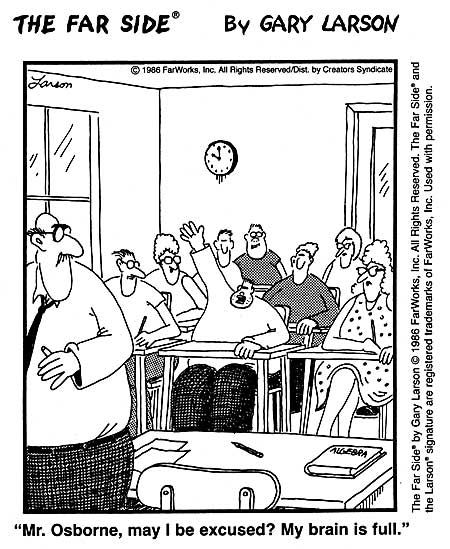 THE FAR SIDE® BY GARY LARSON
© 1986 FarWorks, Inc. All Rights Reserved/Dist. by Creators Syndicate
Larson
ALGEBRA
The Far Side® by Gary Larson © 1986 FarWorks, Inc. All Rights Reserved. The Far Side® and
the Larson® signature are registered trademarks of FarWorks, Inc. Used with permission.
"Mr. Osborne, may I be excused? My brain is full."